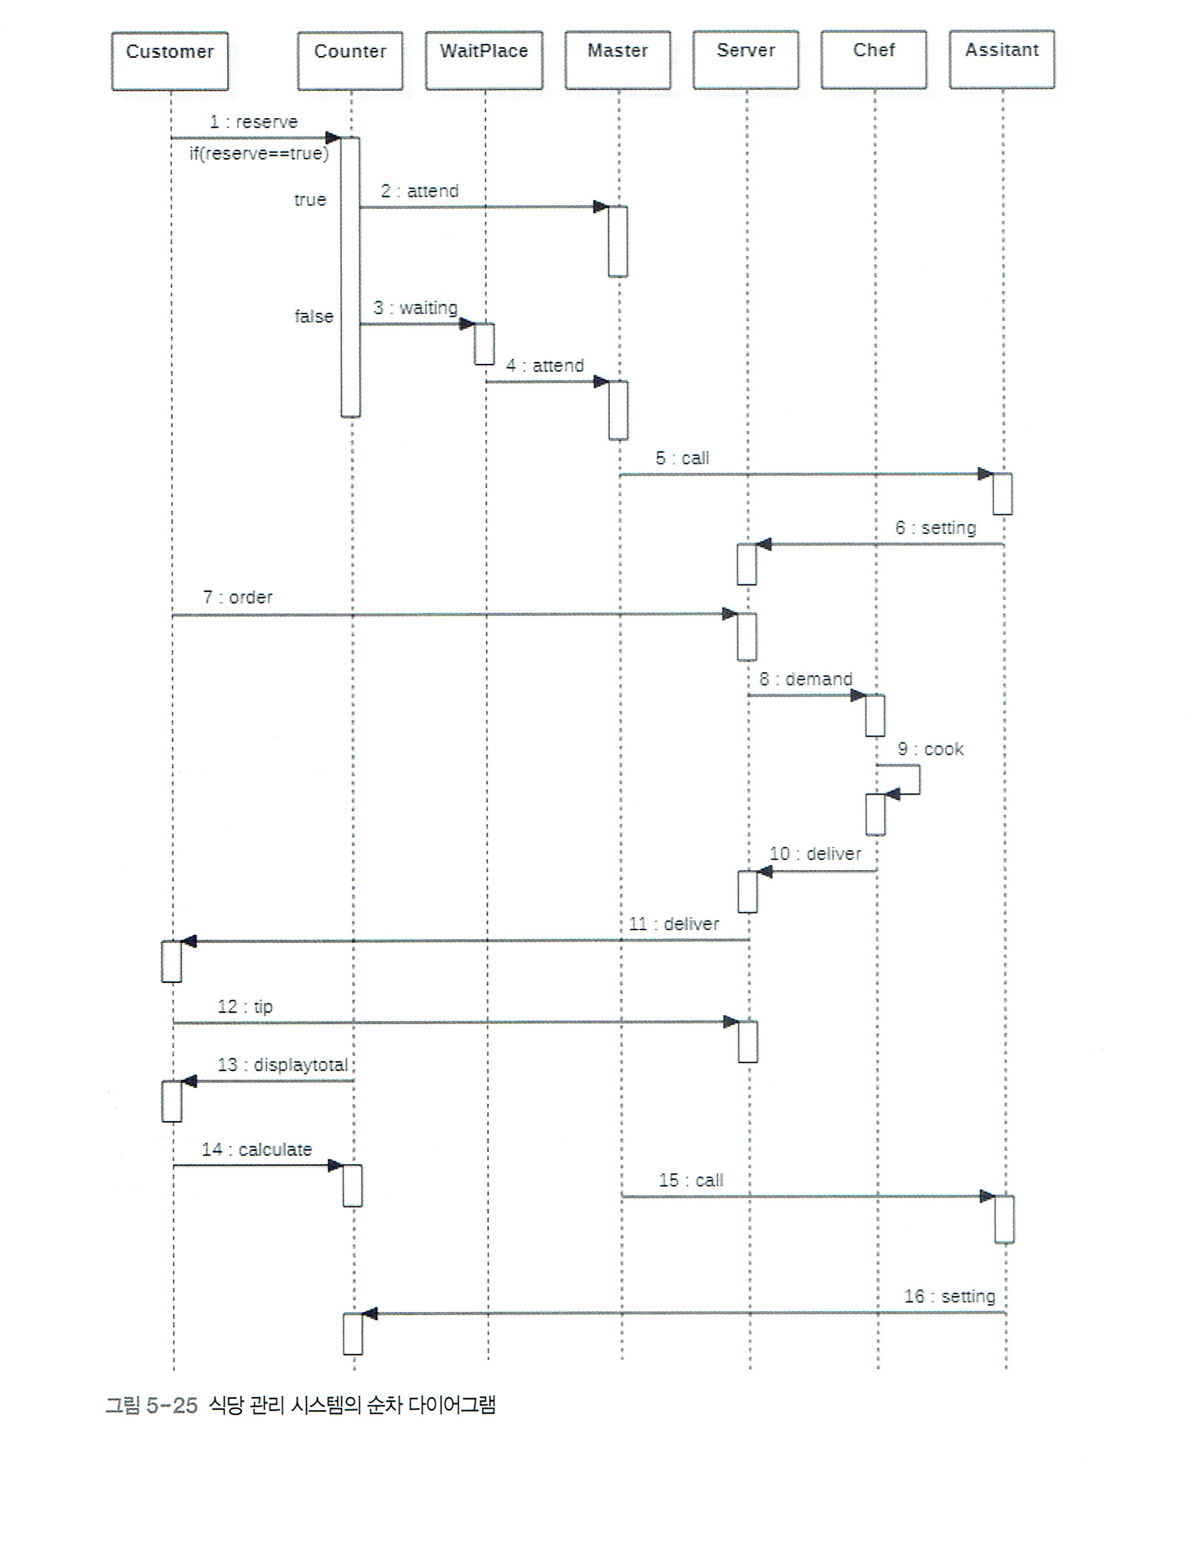 Customer Counter WaitPlace Master Server Chef Assitant
1 : reserve
if(reserve==true)
true
2 : attend
false
3 : waiting
4 : attend
5 : call
6 : setting
7 : order
8 : demand
9 : cook
10 : deliver
11 : deliver
12 : tip
13 : displaytotal
14 : calculate
15 : call
16 : setting
그림 5-25 식당 관리 시스템의 순차 다이어그램